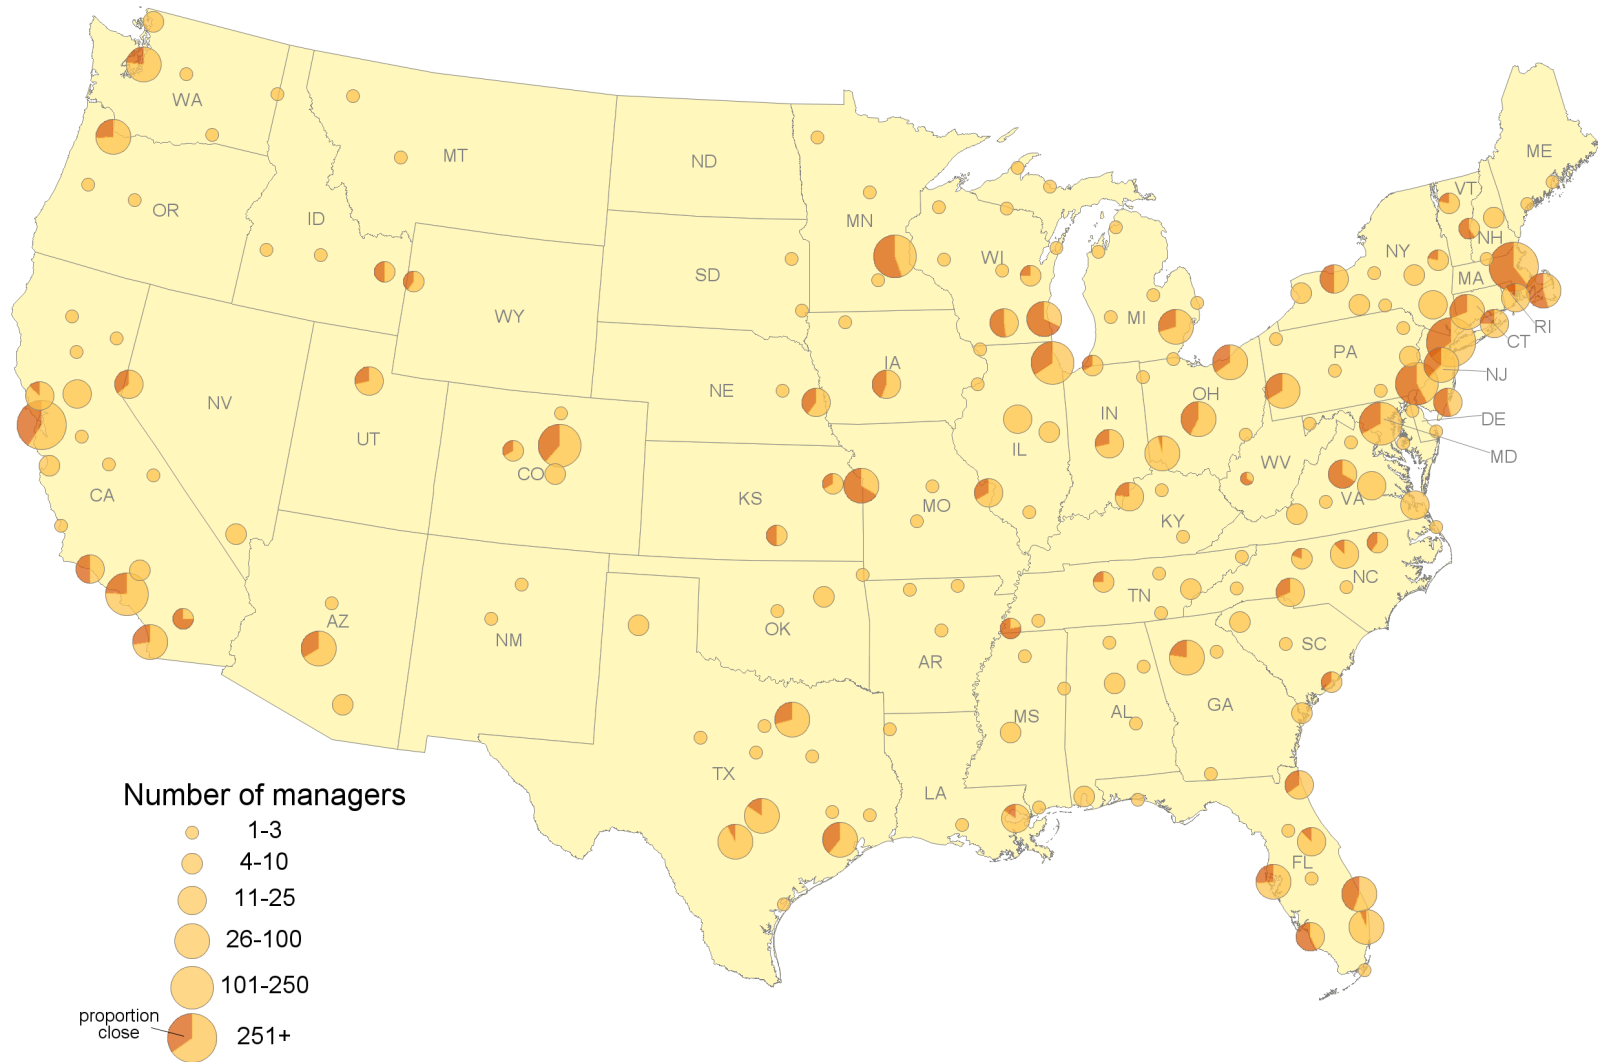 WA
MT
ND
ME
VT
OR
ID
MN
NH
NY
WI
MA
SD
WY
MI
RI
CT
PA
IA
NJ
NE
OH
NV
IN
DE
UT
IL
MD
CO
WV
CA
KS
MO
VA
KY
NC
TN
AZ
OK
NM
SC
AR
GA
MS
AL
TX
LA
FL
Number of managers
1-3
4-10
11-25
26-100
101-250
proportion
close
251+